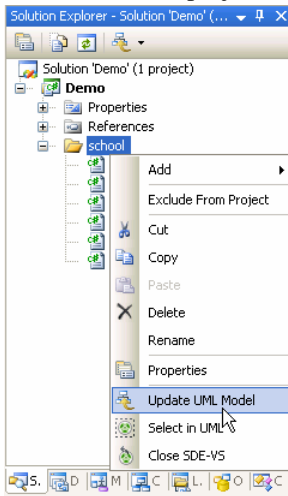 Solution Explorer - Solution 'Demo' (...
Solution 'Demo' (1 project)
Demo
Properties
References
school
Add
Exclude From Project
Cut
Copy
Paste
Delete
Rename
Properties
Update UML Model
Select in UML
Close SDE-VS
S. D M C L. O C